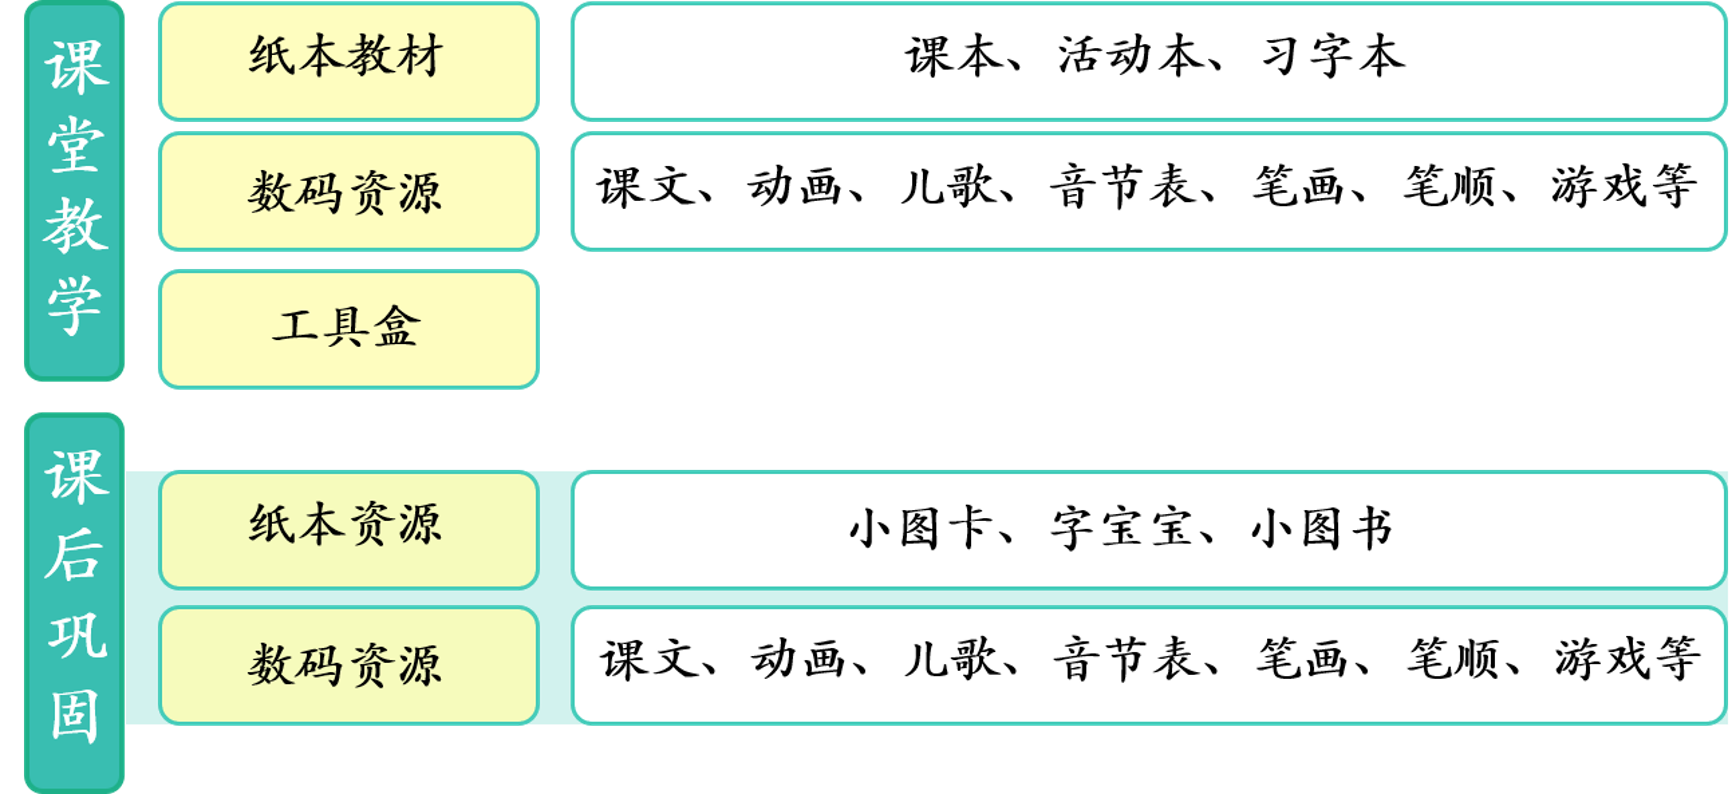 课堂教学
纸本教材
课本、活动本、习字本
数码资源
课文、动画、儿歌、音节表、笔画、笔顺、游戏等
工具盒
课后巩固
纸本资源
小图卡、字宝宝、小图书
数码资源
课文、动画、儿歌、音节表、笔画、笔顺、游戏等